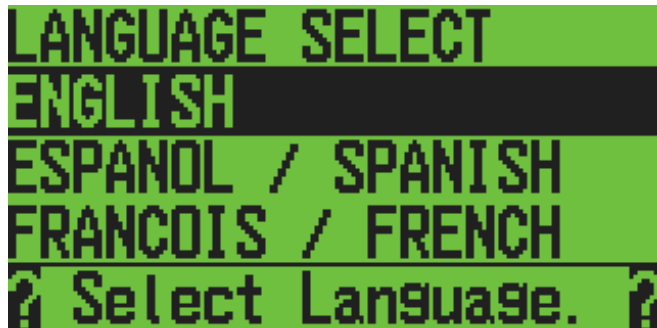 LANGUAGE SELECT
ENGLISH
ESPANOL / SPANISH
FRANCOIS / FRENCH
? Select Language. ?